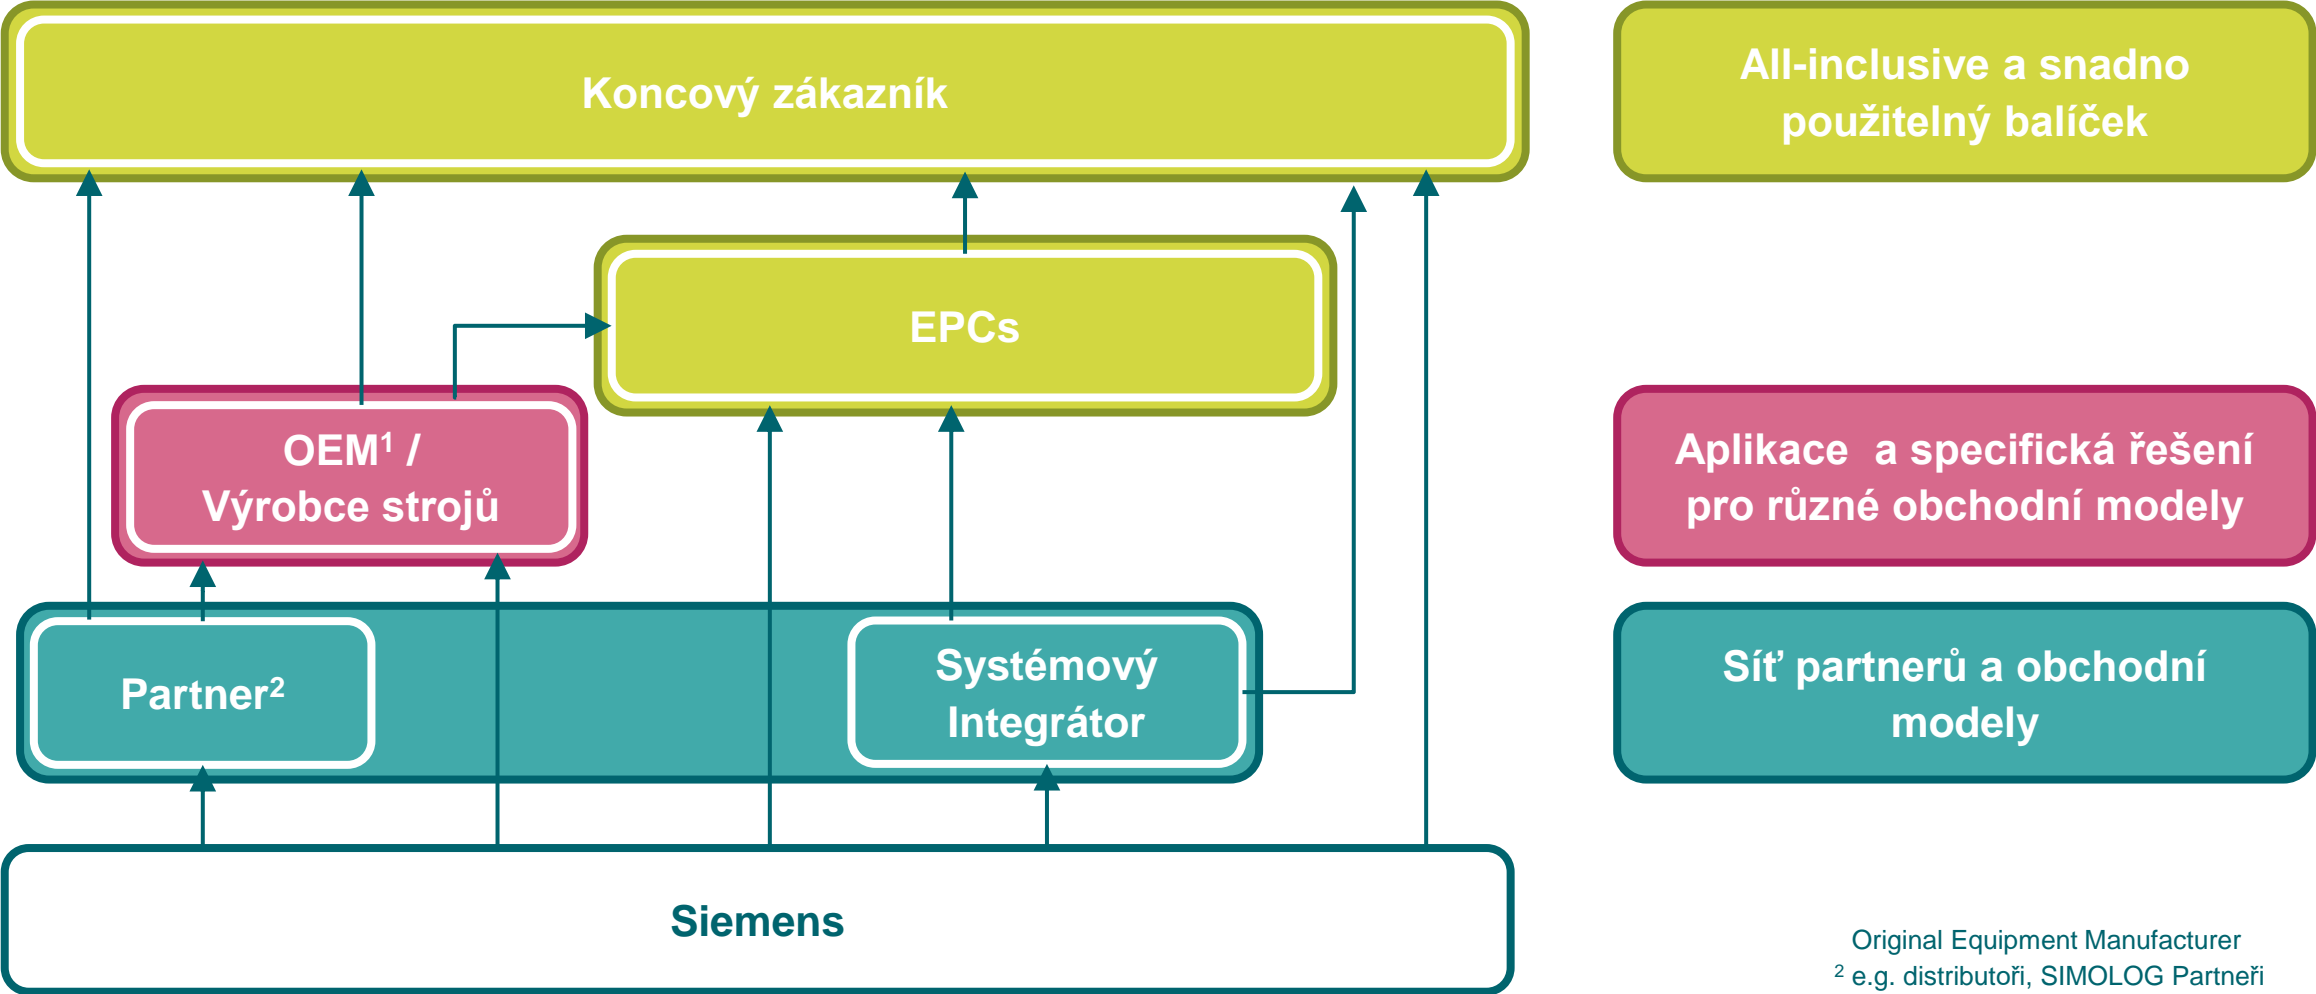 Koncový zákazník
All-inclusive a snadno
použitelný balíček
EPCs
OEM¹ /
Výrobce strojů
Aplikace  a specifická řešení
pro různé obchodní modely
Partner²
Systémový
Integrátor
Síť partnerů a obchodní
modely
Siemens
Original Equipment Manufacturer
² e.g. distributoři, SIMOLOG Partneři